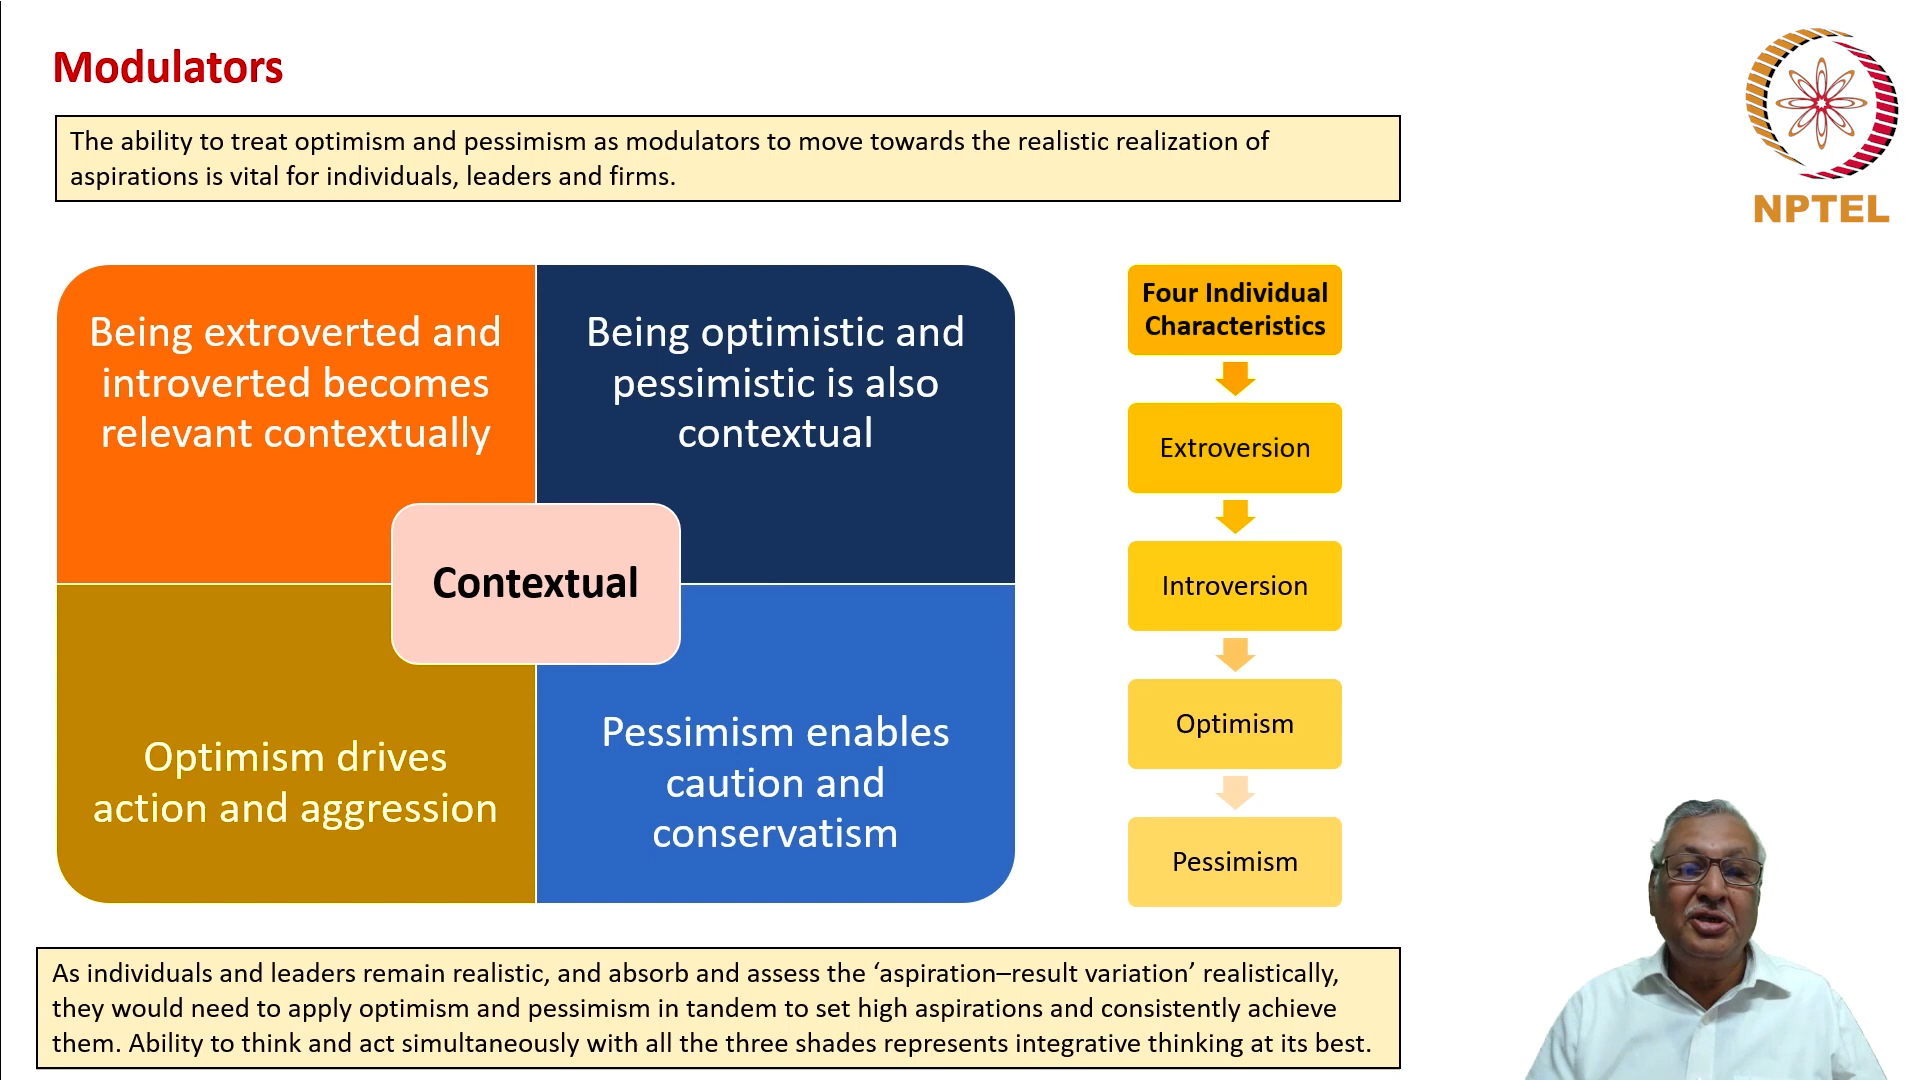 Modulators
The ability to treat optimism and pessimism as modulators to move towards the realistic realization of
aspirations is vital for individuals, leaders and firms.
NPTEL
Being extroverted and
introverted becomes
relevant contextually
Being optimistic and
pessimistic is also
contextual
Contextual
Optimism drives
action and aggression
Pessimism enables
caution and
conservatism
Four Individual
Characteristics
Extroversion
Introversion
Optimism
Pessimism
As individuals and leaders remain realistic, and absorb and assess the ‘aspiration–result variation’ realistically,
they would need to apply optimism and pessimism in tandem to set high aspirations and consistently achieve
them. Ability to think and act simultaneously with all the three shades represents integrative thinking at its best.